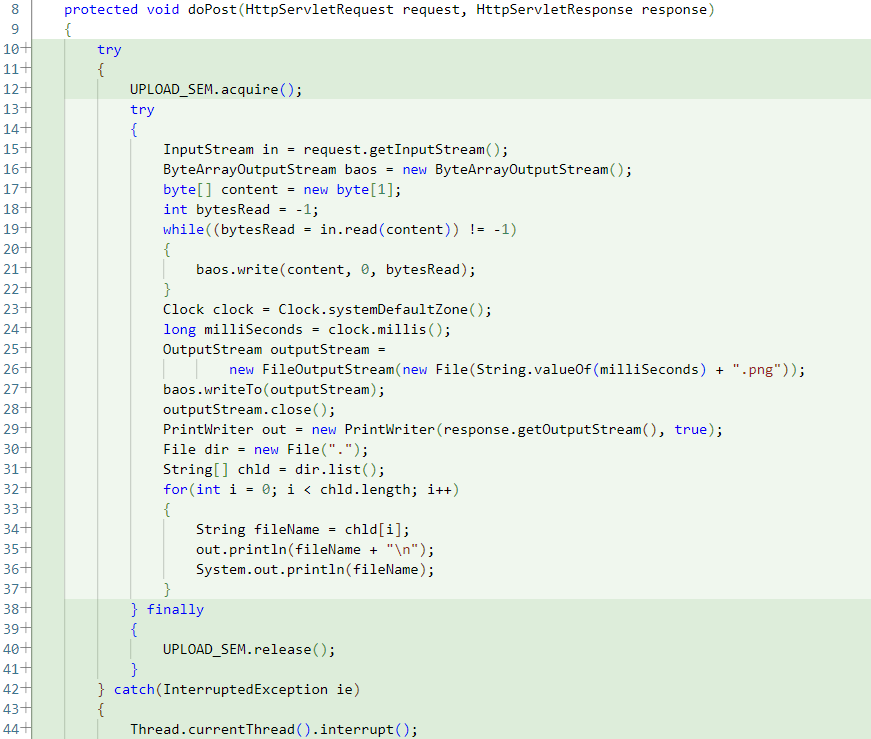 8 protected void doPost(HttpServletRequest request, HttpServletResponse response)
9 {
10+ try
11+ {
12+ UPLOAD_SEM.acquire();
13+ try
14+ {
15+ InputStream in = request.getInputStream();
16+ ByteArrayOutputStream baos = new ByteArrayOutputStream();
17+ byte[] content = new byte[1];
18+ int bytesRead = -1;
19+ while((bytesRead = in.read(content)) != -1)
20+ {
21+ baos.write(content, 0, bytesRead);
22+ }
23+ Clock clock = Clock.systemDefaultZone();
24+ long milliSeconds = clock.millis();
25+ OutputStream outputStream =
26+ new FileOutputStream(new File(String.valueOf(milliSeconds) + ".png"));
27+ baos.writeTo(outputStream);
28+ outputStream.close();
29+ PrintWriter out = new PrintWriter(response.getOutputStream(), true);
30+ File dir = new File(".");
31+ String[] chld = dir.list();
32+ for(int i = 0; i < chld.length; i++)
33+ {
34+ String fileName = chld[i];
35+ out.println(fileName + "\n");
36+ System.out.println(fileName);
37+ }
38+ } finally
39+ {
40+ UPLOAD_SEM.release();
41+ }
42+ } catch(InterruptedException ie)
43+ {
44+ Thread.currentThread().interrupt();